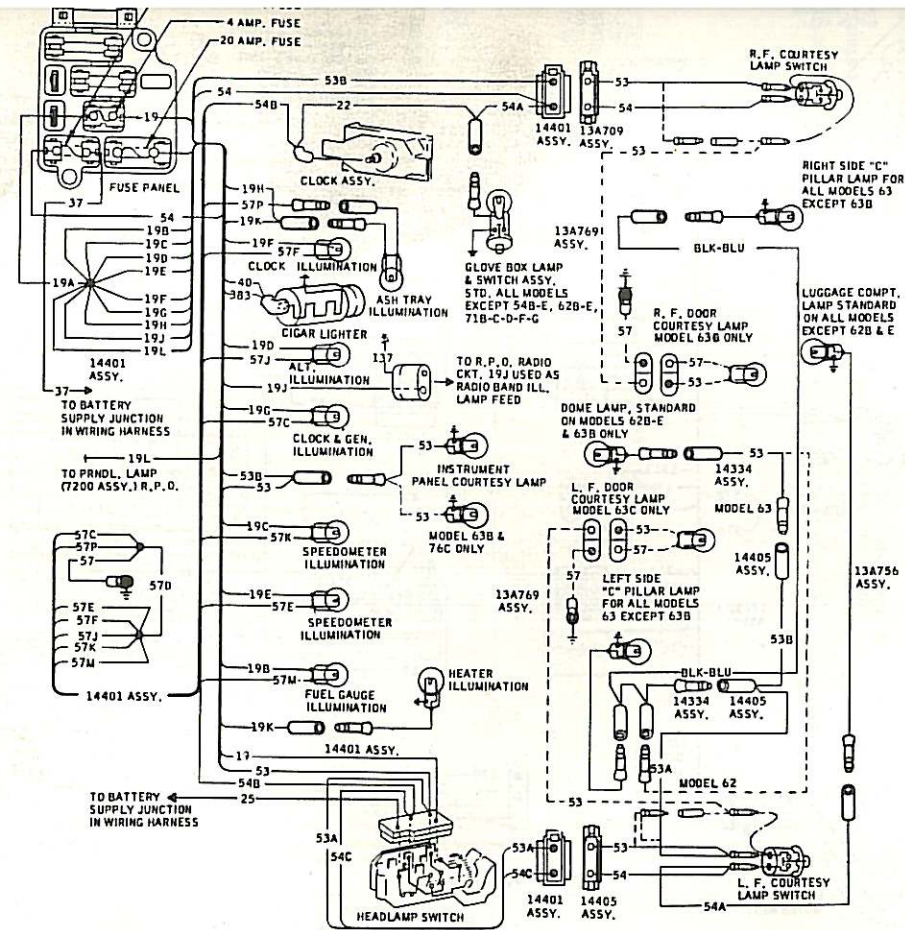 4 AMP. FUSE
20 AMP. FUSE
19
FUSE PANEL
37
54
19B
19C
19D
19E
19A
19F
19G
19H
19J
19L
14401
ASSY.
37
TO BATTERY
SUPPLY JUNCTION
IN WIRING HARNESS
19L
TO PRNDL. LAMP
(7200 ASSY.) R.P.O.
57C
57P
57
57D
57E
57F
57J
57K
57M
14401 ASSY.
TO BATTERY
SUPPLY JUNCTION
IN WIRING HARNESS
25
53B
54
54B
22
54A
CLOCK ASSY.
19H
57P
19K
19F
57F
CLOCK ILLUMINATION
ASH TRAY
ILLUMINATION
40
383
CIGAR LIGHTER
19D
57J
ALT.
ILLUMINATION
137
19J
TO R.P.O. RADIO
CKT. 19J USED AS
RADIO BAND ILL.
LAMP FEED
19G
57C
CLOCK & GEN.
ILLUMINATION
53B
53
53
INSTRUMENT
PANEL COURTESY LAMP
53
MODEL 63B &
76C ONLY
19C
57K
SPEEDOMETER
ILLUMINATION
19E
57E
SPEEDOMETER
ILLUMINATION
19B
57M
FUEL GAUGE
ILLUMINATION
HEATER
ILLUMINATION
19K
14401 ASSY.
53
54B
53A
54C
HEADLAMP SWITCH
53A
54C
14401
ASSY.
14405
ASSY.
53
54
GLOVE BOX LAMP
& SWITCH ASSY.
STD. ALL MODELS
EXCEPT 54B-E, 62B-E,
71B-C-D-F-G
14401
ASSY.
13A709
ASSY.
53
54
R.F. COURTESY
LAMP SWITCH
53
RIGHT SIDE "C"
PILLAR LAMP FOR
ALL MODELS 63
EXCEPT 63B
13A769
ASSY.
BLK-BLU
57
R. F. DOOR
COURTESY LAMP
MODEL 63B ONLY
57
53
LUGGAGE COMPT.
LAMP STANDARD
ON ALL MODELS
EXCEPT 62B & E
DOME LAMP, STANDARD
ON MODELS 62B-E
& 63B ONLY
53
14334
ASSY.
MODEL 63
L. F. DOOR
COURTESY LAMP
MODEL 63C ONLY
53
57
57
14405
ASSY.
13A756
ASSY.
13A769
ASSY.
LEFT SIDE
"C" PILLAR LAMP
FOR ALL MODELS
63 EXCEPT 63B
53B
BLK-BLU
14334
ASSY.
14405
ASSY.
53A
MODEL 62
53
54A
L. F. COURTESY
LAMP SWITCH